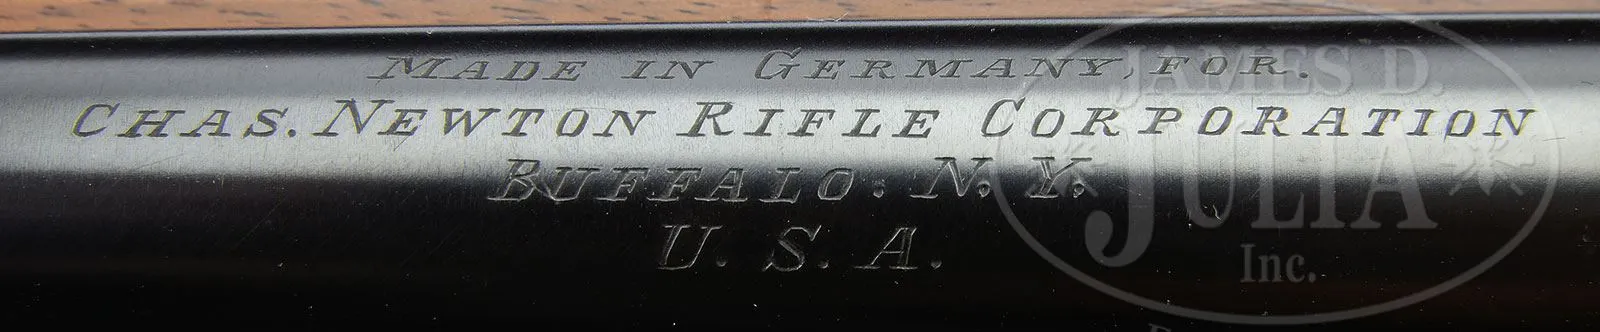 MADE IN GERMANY, FOR.
CHAS. NEWTON RIFLE CORPORATION
BUFFALO. N. Y.
U. S. A.
JAMES D.
JULIA
Inc.